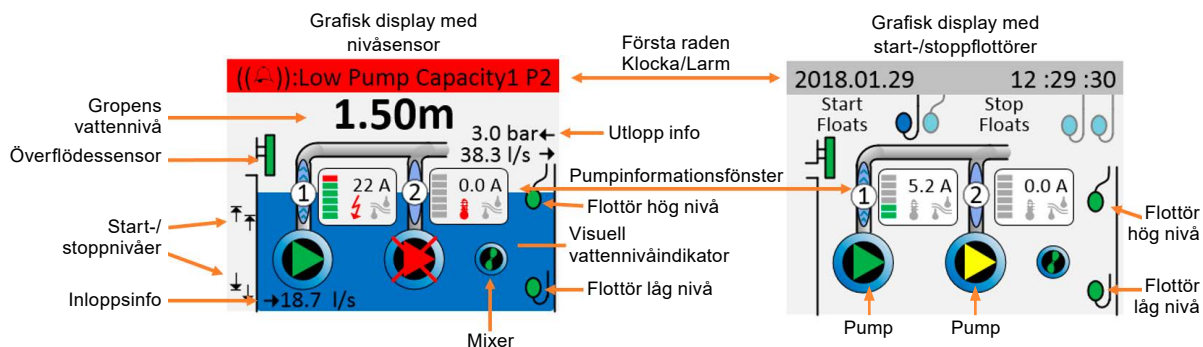 Grafisk display med
nivåsensor
Grafisk display med
start-/stoppflottörer
Första raden
Klocka/Larm
((🔔)):Low Pump Capacity1 P2
2018.01.29 12 :29 :30
Gropens
vattennivå
1.50m
Start
Floats
Stop
Floats
3.0 bar←
Utlopp info
38.3 l/s →
Överflödessensor
Pumpinformationsfönster
1
22 A
2
0.0 A
1
5.2 A
2
0.0 A
Flottör hög nivå
Flottör
hög nivå
Start-/
stoppnivåer
Visuell
vattennivåindikator
Inloppsinfo
→18.7 l/s
Flottör låg nivå
Flottör
låg nivå
Mixer
Pump
Pump